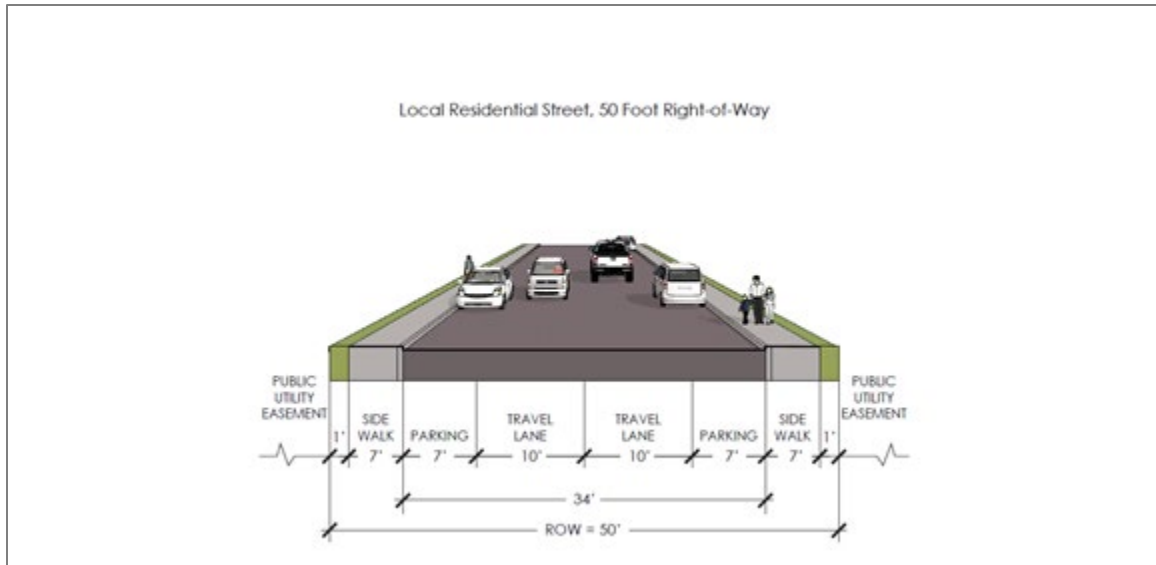 Local Residential Street, 50 Foot Right-of-Way
PUBLIC
UTILITY
EASEMENT
1'
SIDE
WALK
7'
PARKING
7'
TRAVEL
LANE
10'
TRAVEL
LANE
10'
PARKING
7'
SIDE
WALK
7'
1'
PUBLIC
UTILITY
EASEMENT
34'
ROW = 50'